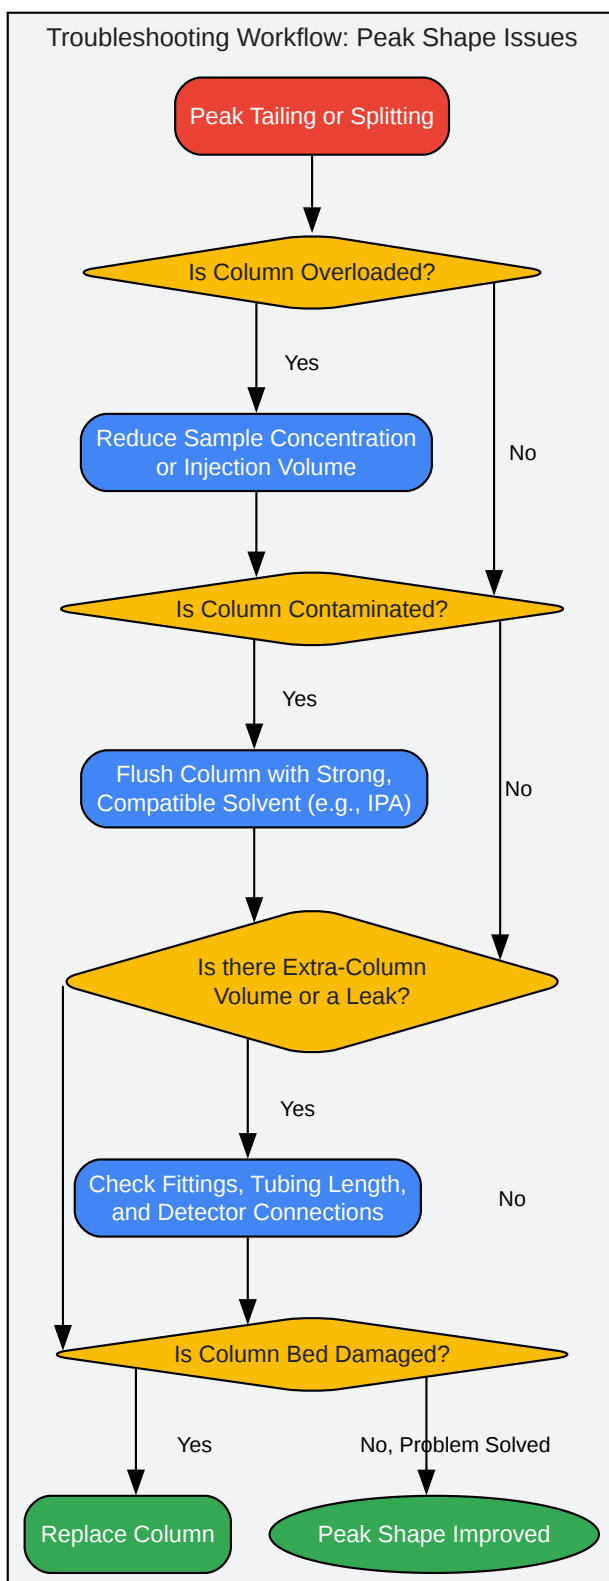 Troubleshooting Workflow: Peak Shape Issues
Peak Tailing or Splitting
Is Column Overloaded?
Yes
Reduce Sample Concentration
or Injection Volume
No
Is Column Contaminated?
Yes
Flush Column with Strong,
Compatible Solvent (e.g., IPA)
No
Is there Extra-Column
Volume or a Leak?
Yes
Check Fittings, Tubing Length,
and Detector Connections
No
Is Column Bed Damaged?
Yes
No, Problem Solved
Replace Column
Peak Shape Improved